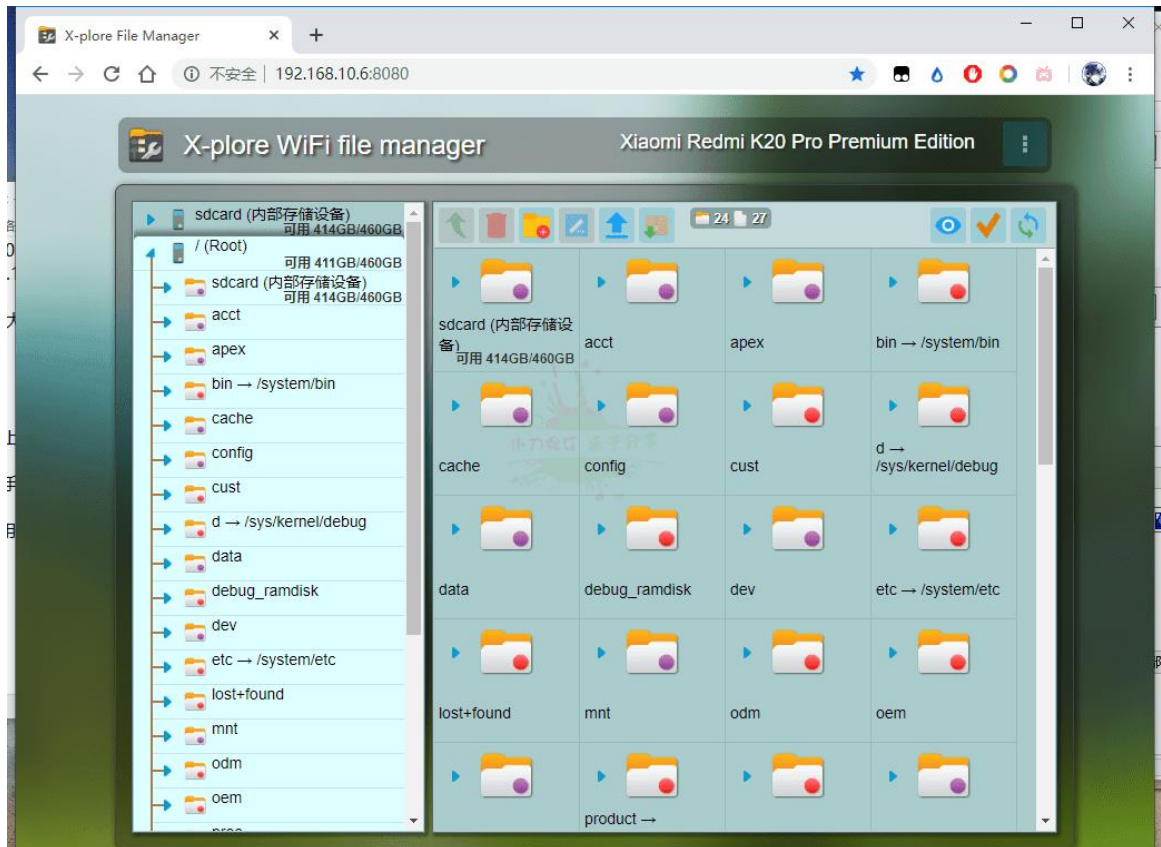 X-plore File Manager
不安全 | 192.168.10.6:8080
X-plore WiFi file manager
Xiaomi Redmi K20 Pro Premium Edition
sdcard (内部存储设备)
可用 414GB/460GB
/ (Root)
可用 411GB/460GB
sdcard (内部存储设备)
可用 414GB/460GB
acct
apex
bin → /system/bin
cache
config
cust
d → /sys/kernel/debug
data
debug_ramdisk
dev
etc → /system/etc
lost+found
mnt
odm
oem
24 27
sdcard (内部存储设
备)
可用 414GB/460GB
acct
apex
bin → /system/bin
cache
config
cust
d →
/sys/kernel/debug
data
debug_ramdisk
dev
etc → /system/etc
lost+found
mnt
odm
oem
product →